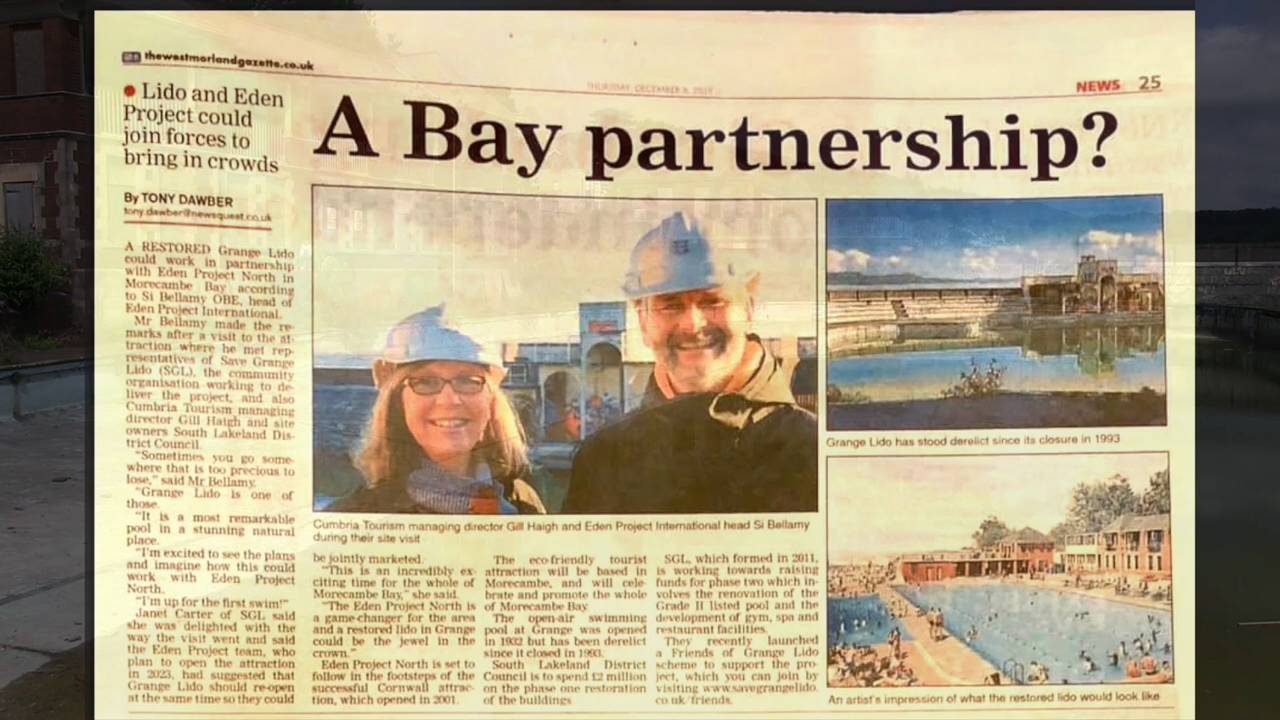 thewestmorlandgazette.co.uk
THURSDAY, DECEMBER 5, 2019
NEWS 25
• Lido and Eden
Project could
join forces to
bring in crowds
A Bay partnership?
By TONY DAWBER
tony.dawber@newsquest.co.uk
A RESTORED Grange Lido
could work in partnership
with Eden Project North in
Morecambe Bay according
to Si Bellamy OBE, head of
Eden Project International.
Mr Bellamy made the re-
marks after a visit to the at-
traction where he met rep-
resentatives of Save Grange
Lido (SGL), the community
organisation working to de-
liver the project, and also
Cumbria Tourism managing
director Gill Haigh and site
owners South Lakeland Dis-
trict Council.
"Sometimes you go some-
where that is too precious to
lose," said Mr Bellamy.
"Grange Lido is one of
those.
"It is a most remarkable
pool in a stunning natural
place.
"I'm excited to see the plans
and imagine how this could
work with Eden Project
North.
"I'm up for the first swim!"
Janet Carter of SGL said
she was delighted with the
way the visit went and said
the Eden Project team, who
plan to open the attraction
in 2023, had suggested that
Grange Lido should re-open
at the same time so they could
Cumbria Tourism managing director Gill Haigh and Eden Project International head Si Bellamy
during their site visit
be jointly marketed.
"This is an incredibly ex-
citing time for the whole of
Morecambe Bay," she said.
"The Eden Project North is
a game-changer for the area
and a restored lido in Grange
could be the jewel in the
crown."
Eden Project North is set to
follow in the footsteps of the
successful Cornwall attrac-
tion, which opened in 2001.
The eco-friendly tourist
attraction will be based in
Morecambe, and will cele-
brate and promote the whole
of Morecambe Bay.
The open-air swimming
pool at Grange was opened
in 1932 but has been derelict
since it closed in 1993.
South Lakeland District
Council is to spend £2 million
on the phase one restoration
of the buildings
SGL, which formed in 2011,
is working towards raising
funds for phase two which in-
volves the renovation of the
Grade II listed pool and the
development of gym, spa and
restaurant facilities.
They recently launched
a Friends of Grange Lido
scheme to support the pro-
ject, which you can join by
visiting www.savegrangelido.
co.uk/friends.
Grange Lido has stood derelict since its closure in 1993
An artist's impression of what the restored lido would look like